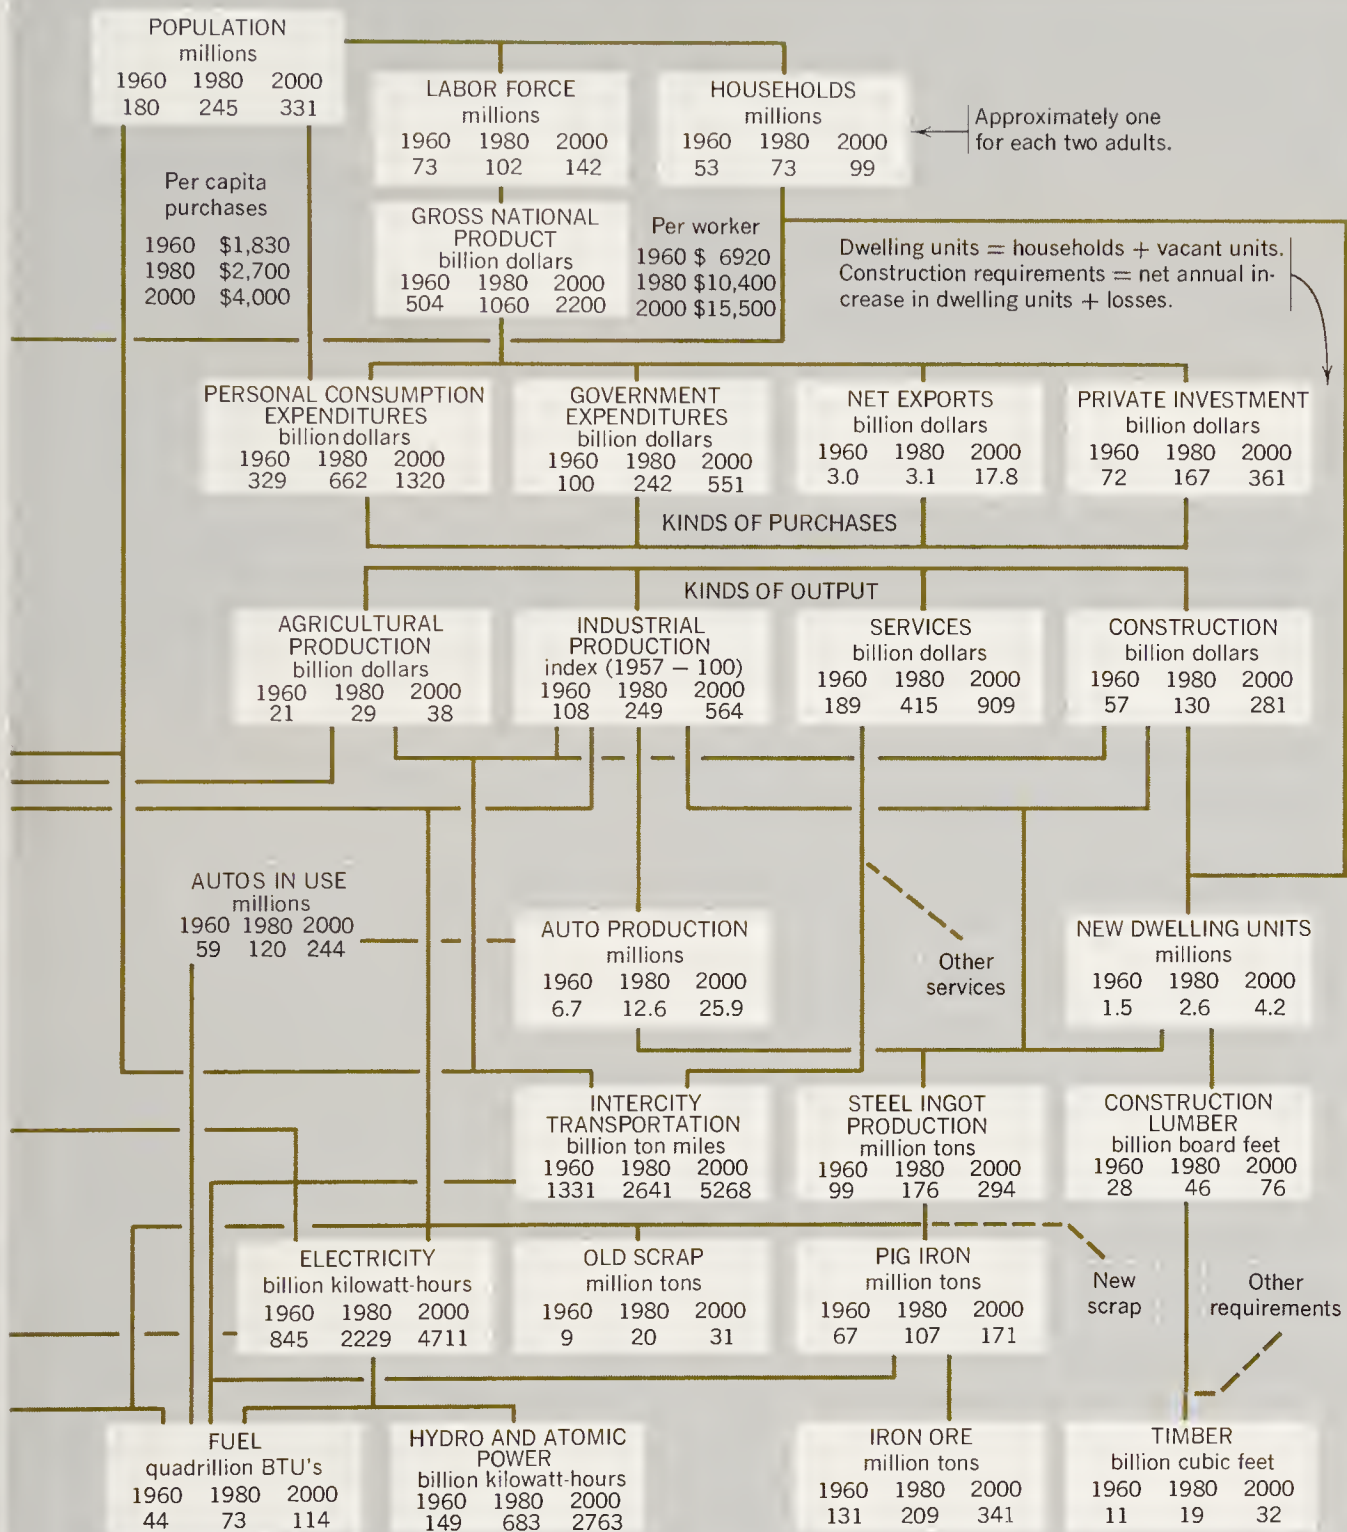 POPULATION
millions
1960 1980 2000
180 245 331
LABOR FORCE
millions
1960 1980 2000
73 102 142
HOUSEHOLDS
millions
1960 1980 2000
53 73 99
Approximately one
for each two adults.
Per capita
purchases
1960 $1,830
1980 $2,700
2000 $4,000
GROSS NATIONAL
PRODUCT
billion dollars
1960 1980 2000
504 1060 2200
Per worker
1960 $ 6920
1980 $10,400
2000 $15,500
Dwelling units = households + vacant units.
Construction requirements = net annual in-
crease in dwelling units + losses.
PERSONAL CONSUMPTION
EXPENDITURES
billion dollars
1960 1980 2000
329 662 1320
GOVERNMENT
EXPENDITURES
billion dollars
1960 1980 2000
100 242 551
NET EXPORTS
billion dollars
1960 1980 2000
3.0 3.1 17.8
PRIVATE INVESTMENT
billion dollars
1960 1980 2000
72 167 361
KINDS OF PURCHASES
KINDS OF OUTPUT
AGRICULTURAL
PRODUCTION
billion dollars
1960 1980 2000
21 29 38
INDUSTRIAL
PRODUCTION
index (1957 — 100)
1960 1980 2000
108 249 564
SERVICES
billion dollars
1960 1980 2000
189 415 909
CONSTRUCTION
billion dollars
1960 1980 2000
57 130 281
AUTOS IN USE
millions
1960 1980 2000
59 120 244
AUTO PRODUCTION
millions
1960 1980 2000
6.7 12.6 25.9
Other
services
NEW DWELLING UNITS
millions
1960 1980 2000
1.5 2.6 4.2
INTERCITY
TRANSPORTATION
billion ton miles
1960 1980 2000
1331 2641 5268
STEEL INGOT
PRODUCTION
million tons
1960 1980 2000
99 176 294
CONSTRUCTION
LUMBER
billion board feet
1960 1980 2000
28 46 76
ELECTRICITY
billion kilowatt-hours
1960 1980 2000
845 2229 4711
OLD SCRAP
million tons
1960 1980 2000
9 20 31
PIG IRON
million tons
1960 1980 2000
67 107 171
New
scrap
Other
requirements
FUEL
quadrillion BTU's
1960 1980 2000
44 73 114
HYDRO AND ATOMIC
POWER
billion kilowatt-hours
1960 1980 2000
149 683 2763
IRON ORE
million tons
1960 1980 2000
131 209 341
TIMBER
billion cubic feet
1960 1980 2000
11 19 32